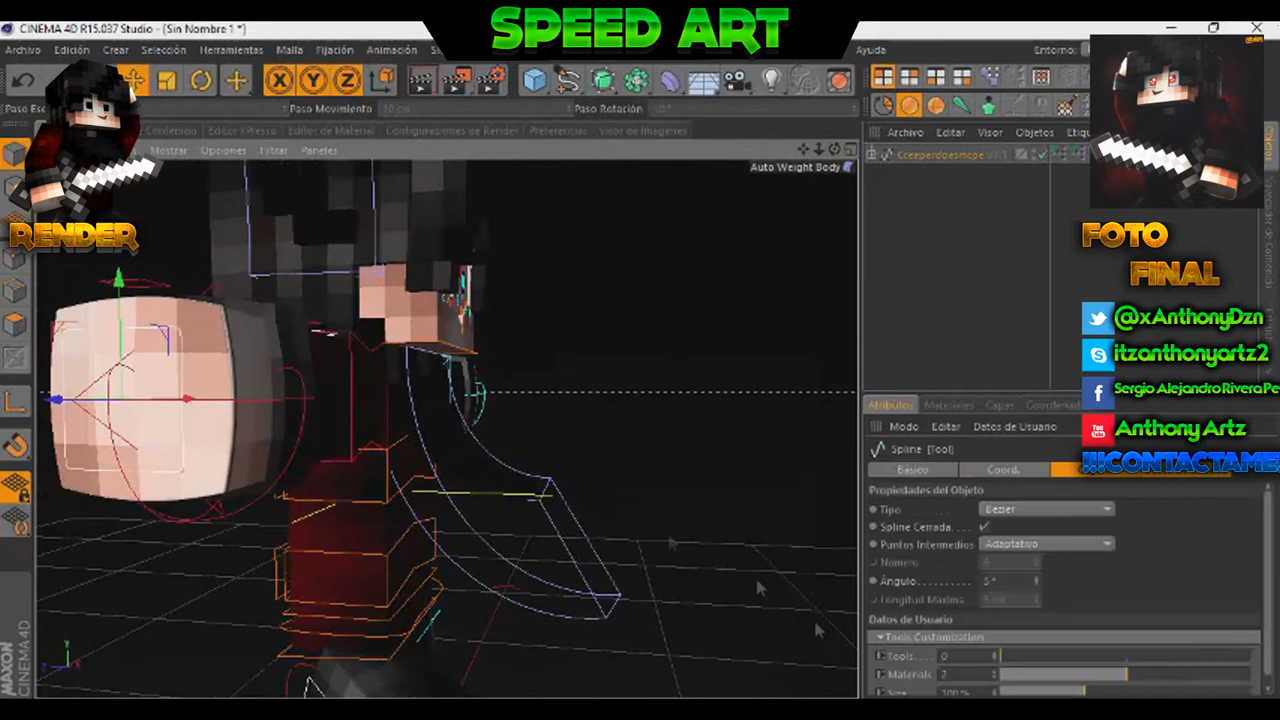 SPEED ART
CINEMA 4D R15.037 Studio - [Sin Nombre 1 *]
Archivo Edición Crear Selección Herramientas Malla Fijación Animación
Ayuda Entorno:
X Y Z
Paso Movimiento
Paso Rotación
Contenido
Editor XPresso
Editor de Material
Configuraciones de Render
Preferencias
Visor de Imagenes
Mostrar Opciones Filtrar Paneles
Auto Weight Body
Archivo Editar Visor Objetos
Creeperdoesmcpe
Objetos
RENDER
FOTO
FINAL
@xAnthonyDzn
itzanthonyartz2
Sergio Alejandro Rivera Pe
Anthony Artz
!!!CONTACTAME
Atributos Materiales Capas
Modo Editar Datos de Usuario
Spline [Tool]
Básico Coord.
Propiedades del Objeto
Tipo Bezier
Spline Cerrada
Puntos Intermedios Adaptativo
Número
Ángulo 5 °
Longitud Máxima
Datos de Usuario
Tools Customization
Tools 0
Materials 2
Size 100 %
MAXON
CINEMA 4D